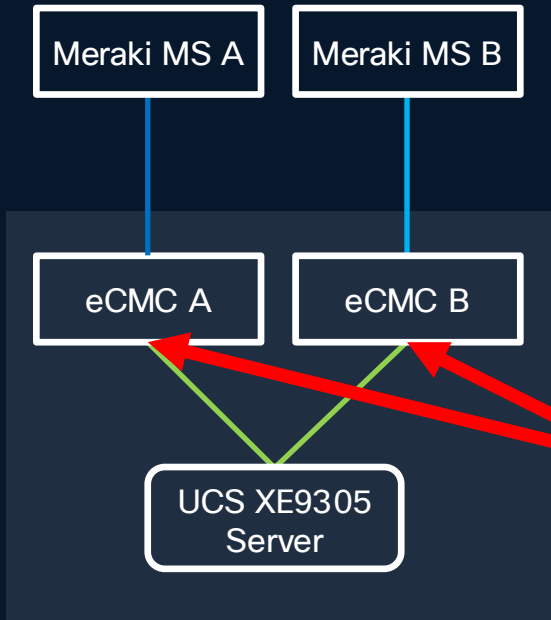 Meraki MS A
Meraki MS B
eCMC A
eCMC B
UCS XE9305
Server